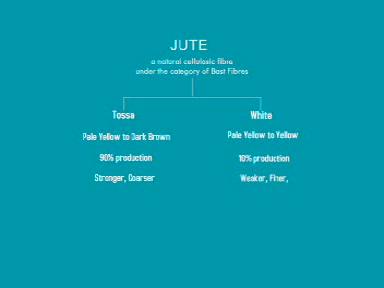 JUTE
a natural cellulosic fibre
under the category of Bast Fibres
Tossa
White
Pale Yellow to Dark Brown
Pale Yellow to Yellow
90% production
10% production
Stronger, Coarser
Weaker, Finer,